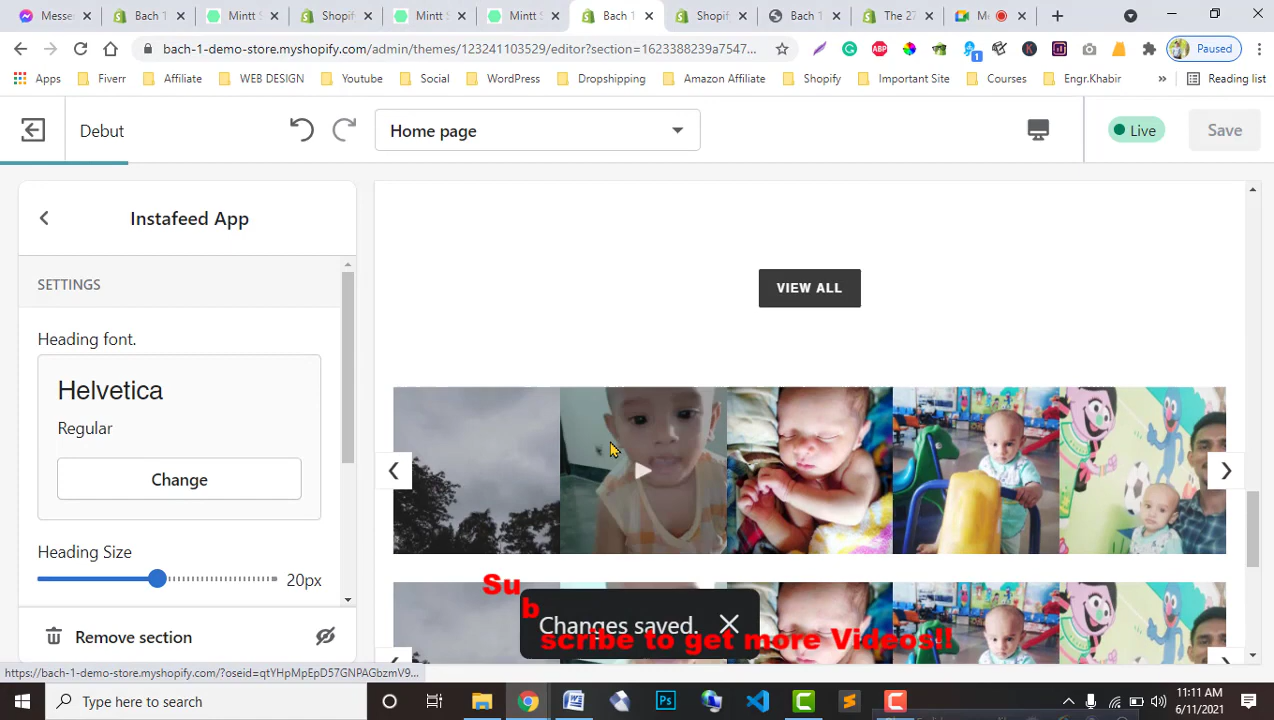 Messe
Bach T
Mintt S
Shopif
Mintt S
Mintt S
Bach T
Shopif
Bach 1
The 27
Me
bach-1-demo-store.myshopify.com/admin/themes/123241103529/editor?section=1623388239a7547...
Paused
Apps
Fiverr
Affiliate
WEB DESIGN
Youtube
Social
WordPress
Dropshipping
Amazon Affiliate
Shopify
Important Site
Courses
Engr.Khabir
»
Reading list
Debut
Home page
Live
Save
Instafeed App
SETTINGS
Heading font.
Helvetica
Regular
Change
Heading Size
20px
Remove section
VIEW ALL
Changes saved.
Subscribe to get more Videos!!
https://bach-1-demo-store.myshopify.com/?oseid=qtYHpMpEpD57GNPAGbzmV9...
Type here to search
11:11 AM
6/11/2021